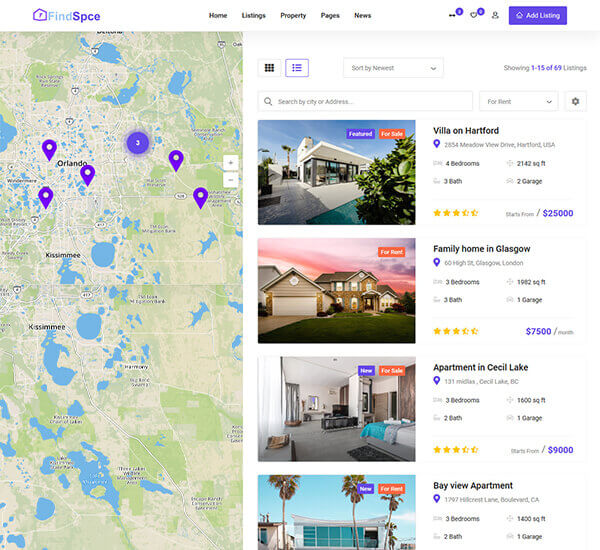 FindSpce
Home Listings Property Pages News
0 0 Add Listing
Sort by Newest
Showing 1-15 of 69 Listings
Search by city or Address...
For Rent
Featured For Sale
Villa on Hartford
2854 Meadow View Drive, Hartford, USA
4 Bedrooms 2142 sq ft
3 Bath 2 Garage
Starts From / $25000
For Rent
Family home in Glasgow
60 High St, Glasgow, London
3 Bedrooms 1982 sq ft
3 Bath 1 Garage
$7500 / month
New For Sale
Apartment in Cecil Lake
131 midlas , Cecil Lake, BC
3 Bedrooms 1600 sq ft
2 Bath 1 Garage
Starts From / $9000
New For Rent
Bay view Apartment
1797 Hillcrest Lane, Boulevard, CA
3 Bedrooms 1400 sq ft
2 Bath 1 Garage
3
Orlando
Windermere
Kissimmee
417
Kissimmee
Harmony
+
−